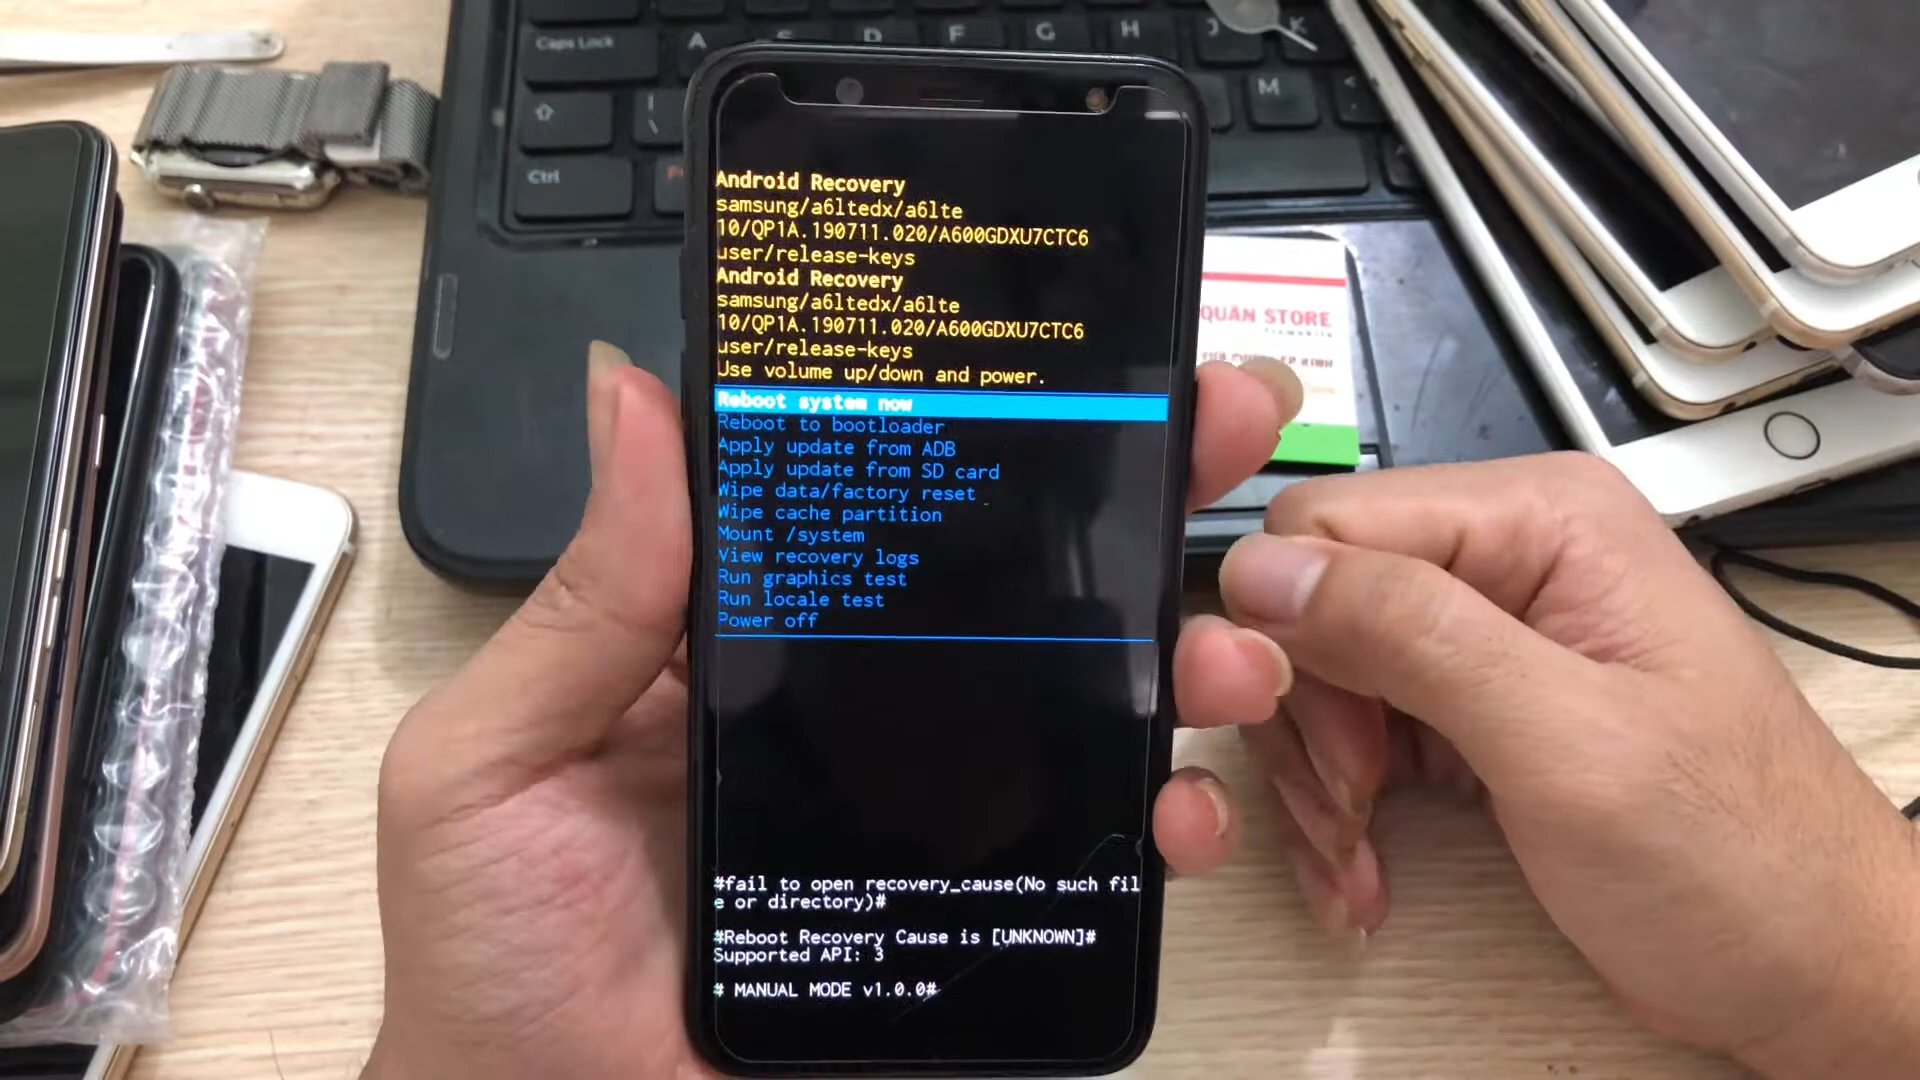 Caps Lock
A
S
D
F
G
H
J
K
M
Ctrl
Android Recovery
samsung/a6ltedx/a6lte
10/QP1A.190711.020/A600GDXU7CTC6
user/release-keys
Android Recovery
samsung/a6ltedx/a6lte
10/QP1A.190711.020/A600GDXU7CTC6
user/release-keys
Use volume up/down and power.
Reboot system now
Reboot to bootloader
Apply update from ADB
Apply update from SD card
Wipe data/factory reset
Wipe cache partition
Mount /system
View recovery logs
Run graphics test
Run locale test
Power off
#fail to open recovery_cause(No such fil
e or directory)#
#Reboot Recovery Cause is [UNKNOWN]#
Supported API: 3
# MANUAL MODE v1.0.0#
QUÂN STORE